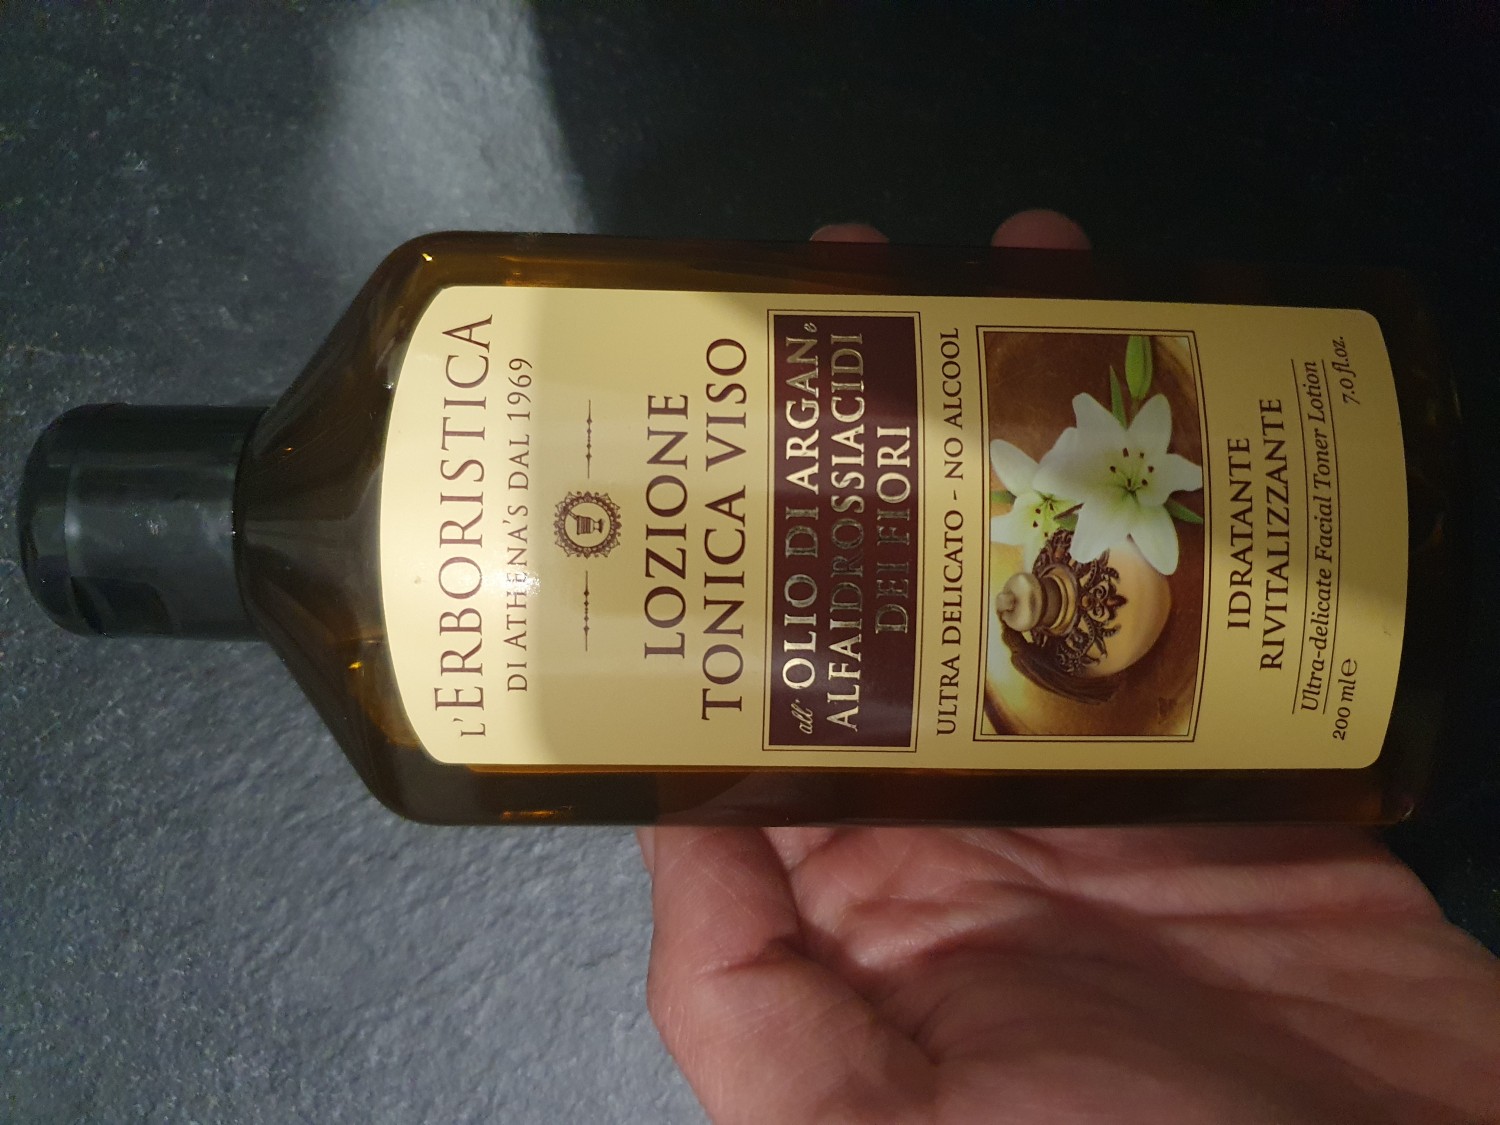 L'ERBORISTICA
DI ATHENA'S DAL 1969
LOZIONE
TONICA VISO
all' OLIO DI ARGAN e
ALFAIDROSSIACIDI
DEI FIORI
ULTRA DELICATO - NO ALCOOL
IDRATANTE
RIVITALIZZANTE
Ultra-delicate Facial Toner Lotion
200 ml e 7.0 fl.oz.